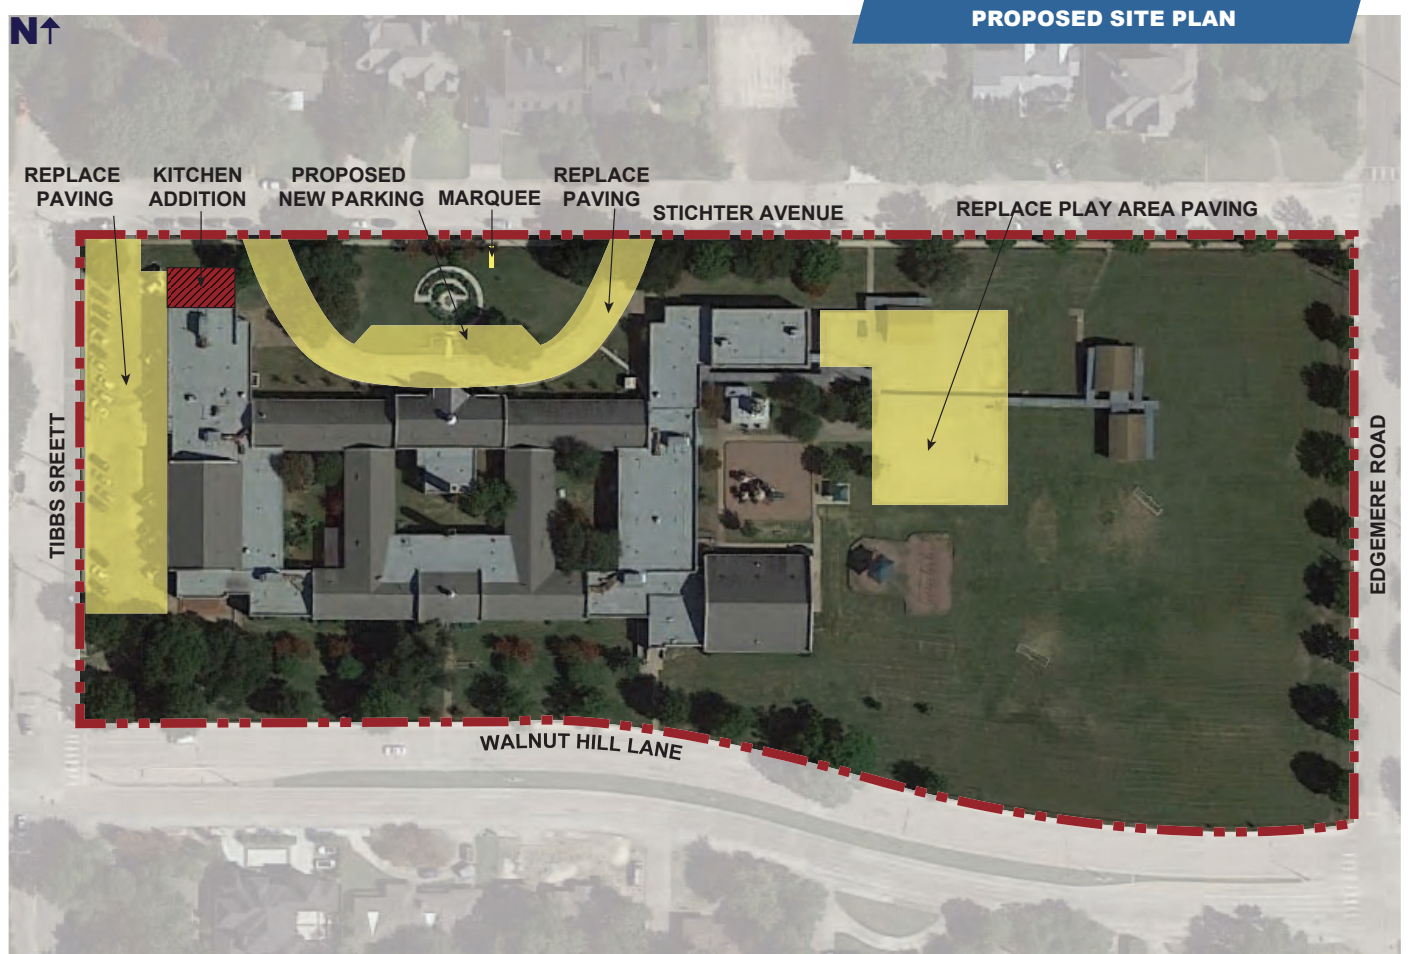 PROPOSED SITE PLAN
N
REPLACE
PAVING
KITCHEN
ADDITION
PROPOSED
NEW PARKING
MARQUEE
REPLACE
PAVING
STICHTER AVENUE
REPLACE PLAY AREA PAVING
TIBBS SREETT
EDGEMERE ROAD
WALNUT HILL LANE